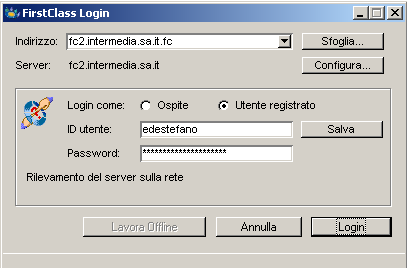 FirstClass Login
Indirizzo: fc2.intermedia.sa.it.fc Sfoglia...
Server: fc2.intermedia.sa.it Configura...
Login come: Ospite Utente registrato
ID utente: edestefano Salva
Password: ********************
Rilevamento del server sulla rete
Lavora Offline Annulla Login